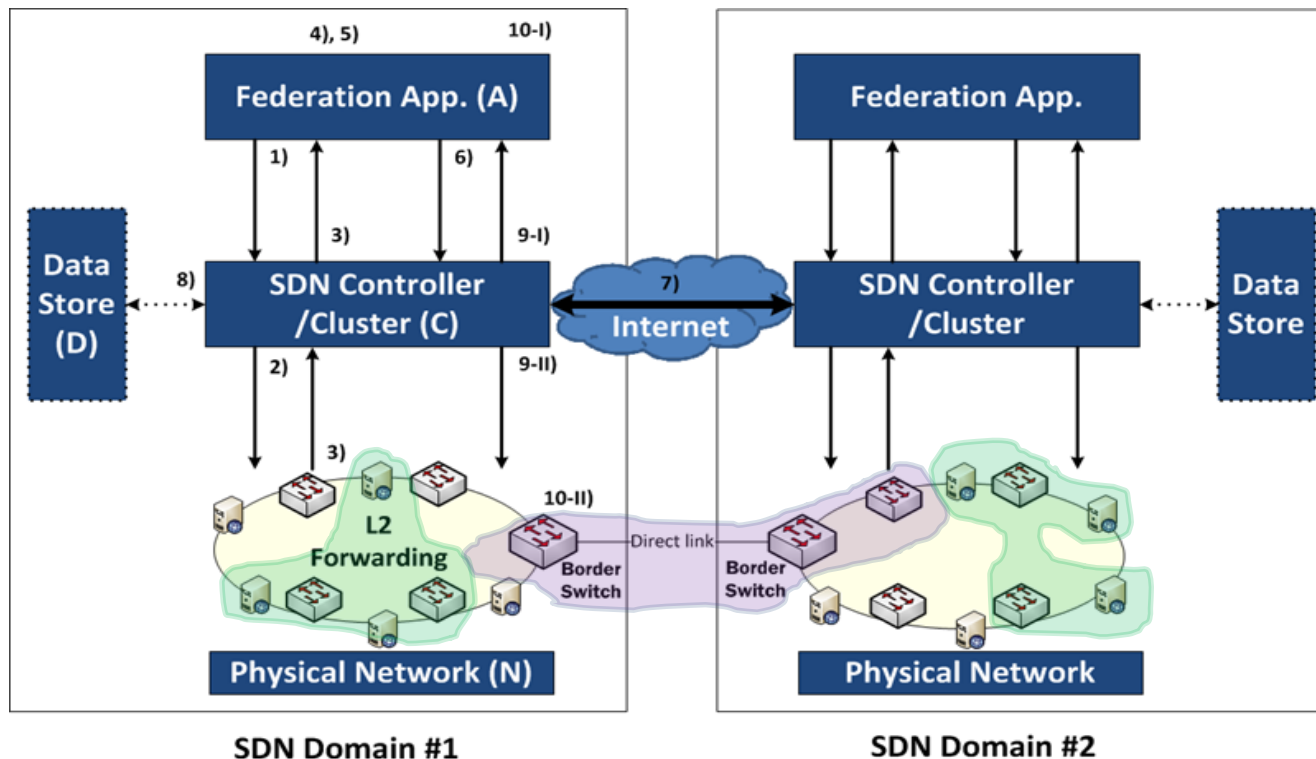 4), 5)
10-I)
Federation App. (A)
Federation App.
1)
6)
3)
9-I)
Data
Store
(D)
8)
SDN Controller
/Cluster (C)
7)
Internet
SDN Controller
/Cluster
Data
Store
2)
9-II)
3)
10-II)
L2
Forwarding
Direct link
Border
Switch
Border
Switch
Physical Network (N)
Physical Network
SDN Domain #1
SDN Domain #2